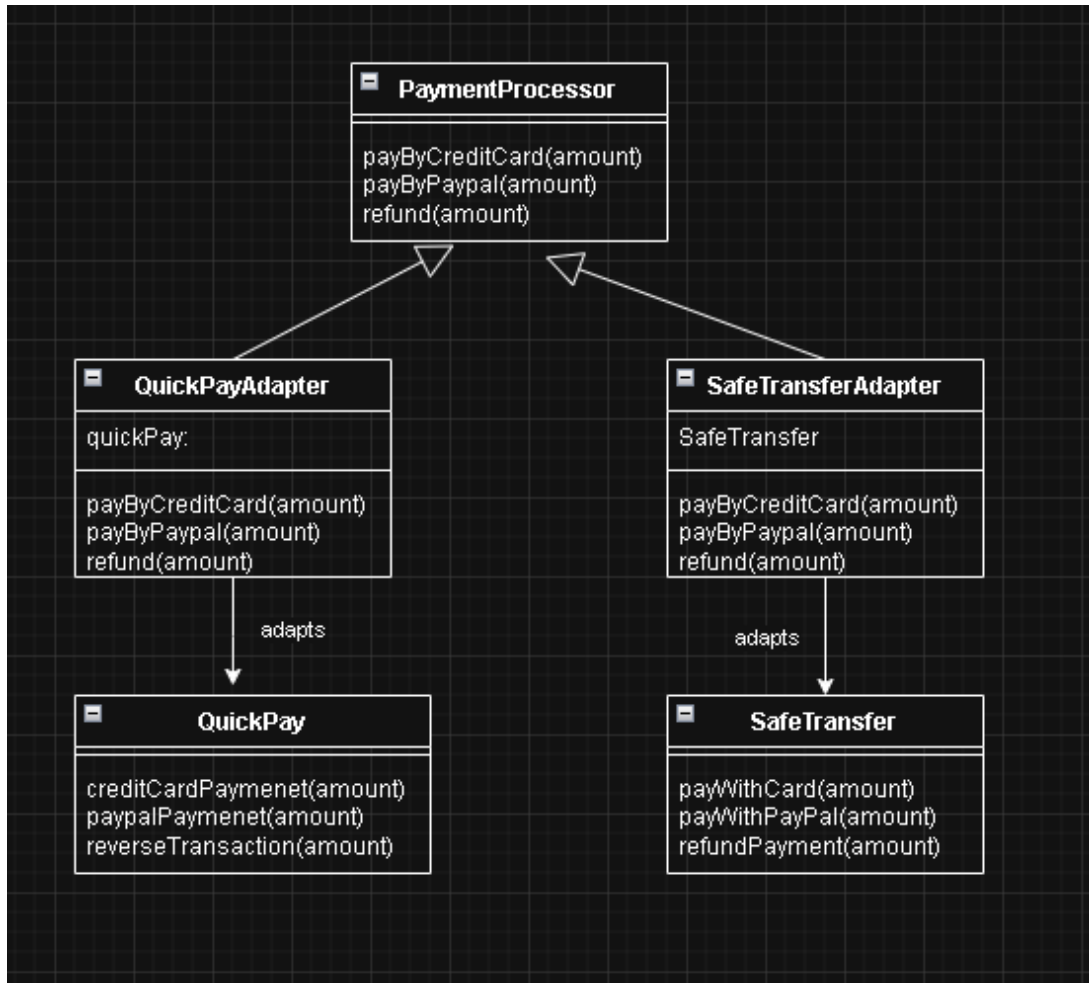 PaymentProcessor
payByCreditCard(amount)
payByPaypal(amount)
refund(amount)
QuickPayAdapter
quickPay:
payByCreditCard(amount)
payByPaypal(amount)
refund(amount)
adapts
QuickPay
creditCardPaymenet(amount)
paypalPaymenet(amount)
reverseTransaction(amount)
SafeTransferAdapter
SafeTransfer
payByCreditCard(amount)
payByPaypal(amount)
refund(amount)
adapts
SafeTransfer
payWithCard(amount)
payWithPayPal(amount)
refundPayment(amount)